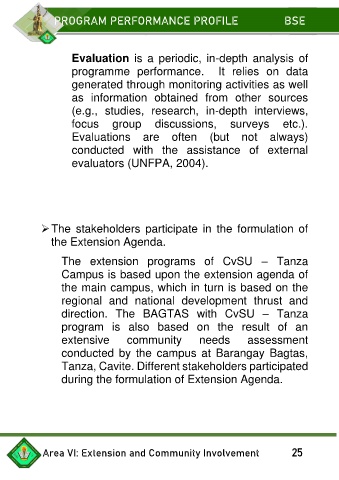 PROGRAM PERFORMANCE PROFILE BSE
Evaluation is a periodic, in-depth analysis of
programme performance. It relies on data
generated through monitoring activities as well
as information obtained from other sources
(e.g., studies, research, in-depth interviews,
focus group discussions, surveys etc.).
Evaluations are often (but not always)
conducted with the assistance of external
evaluators (UNFPA, 2004).
➢The stakeholders participate in the formulation of
the Extension Agenda.
The extension programs of CvSU – Tanza
Campus is based upon the extension agenda of
the main campus, which in turn is based on the
regional and national development thrust and
direction. The BAGTAS with CvSU – Tanza
program is also based on the result of an
extensive community needs assessment
conducted by the campus at Barangay Bagtas,
Tanza, Cavite. Different stakeholders participated
during the formulation of Extension Agenda.
Area VI: Extension and Community Involvement 25